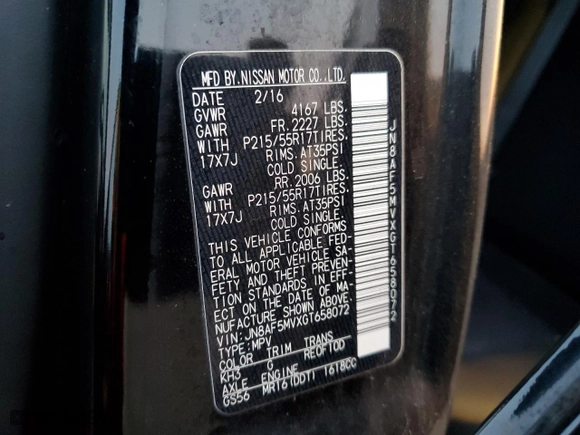 MFD BY.NISSAN MOTOR CO.,LTD.
DATE 2/16
GVWR 4167 LBS.
GAWR FR.2227 LBS.
WITH P215/55R17TIRES.
17X7J RIMS.AT35PSI
COLD SINGLE.
GAWR RR.2006 LBS.
WITH P215/55R17TIRES.
17X7J RIMS.AT35PSI
COLD SINGLE.
THIS VEHICLE CONFORMS
TO ALL APPLICABLE FED-
ERAL MOTOR VEHICLE SA-
FETY AND THEFT PREVEN-
TION STANDARDS IN EFF-
ECT ON THE DATE OF MA-
NUFACTURE SHOWN ABOVE.
VIN:JN8AF5MVXGT658072
TYPE:MPV
COLOR TRIM TRANS
KH3 G RE0F10D
AXLE ENGINE
GS56 MR16(DDT) 1618CC
JN8AF5MVXGT658072